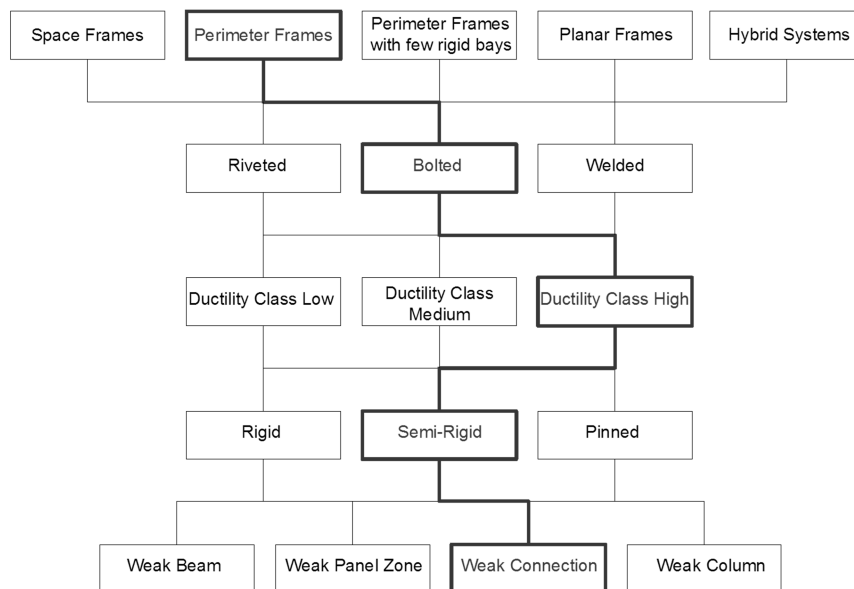 Space Frames
Perimeter Frames
Perimeter Frames
with few rigid bays
Planar Frames
Hybrid Systems
Riveted
Bolted
Welded
Ductility Class Low
Ductility Class
Medium
Ductility Class High
Rigid
Semi-Rigid
Pinned
Weak Beam
Weak Panel Zone
Weak Connection
Weak Column